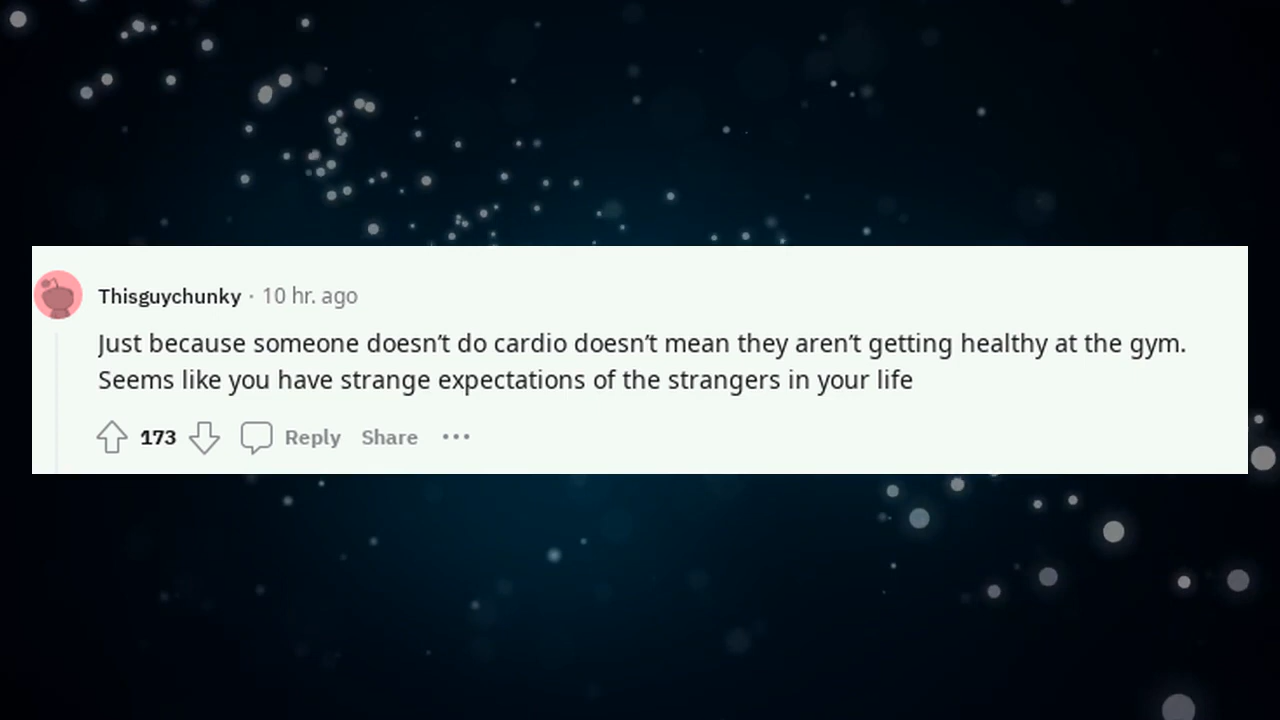 Thisguychunky · 10 hr. ago
Just because someone doesn’t do cardio doesn’t mean they aren’t getting healthy at the gym.
Seems like you have strange expectations of the strangers in your life
173 Reply Share •••